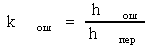 k ош = h ош / h пер